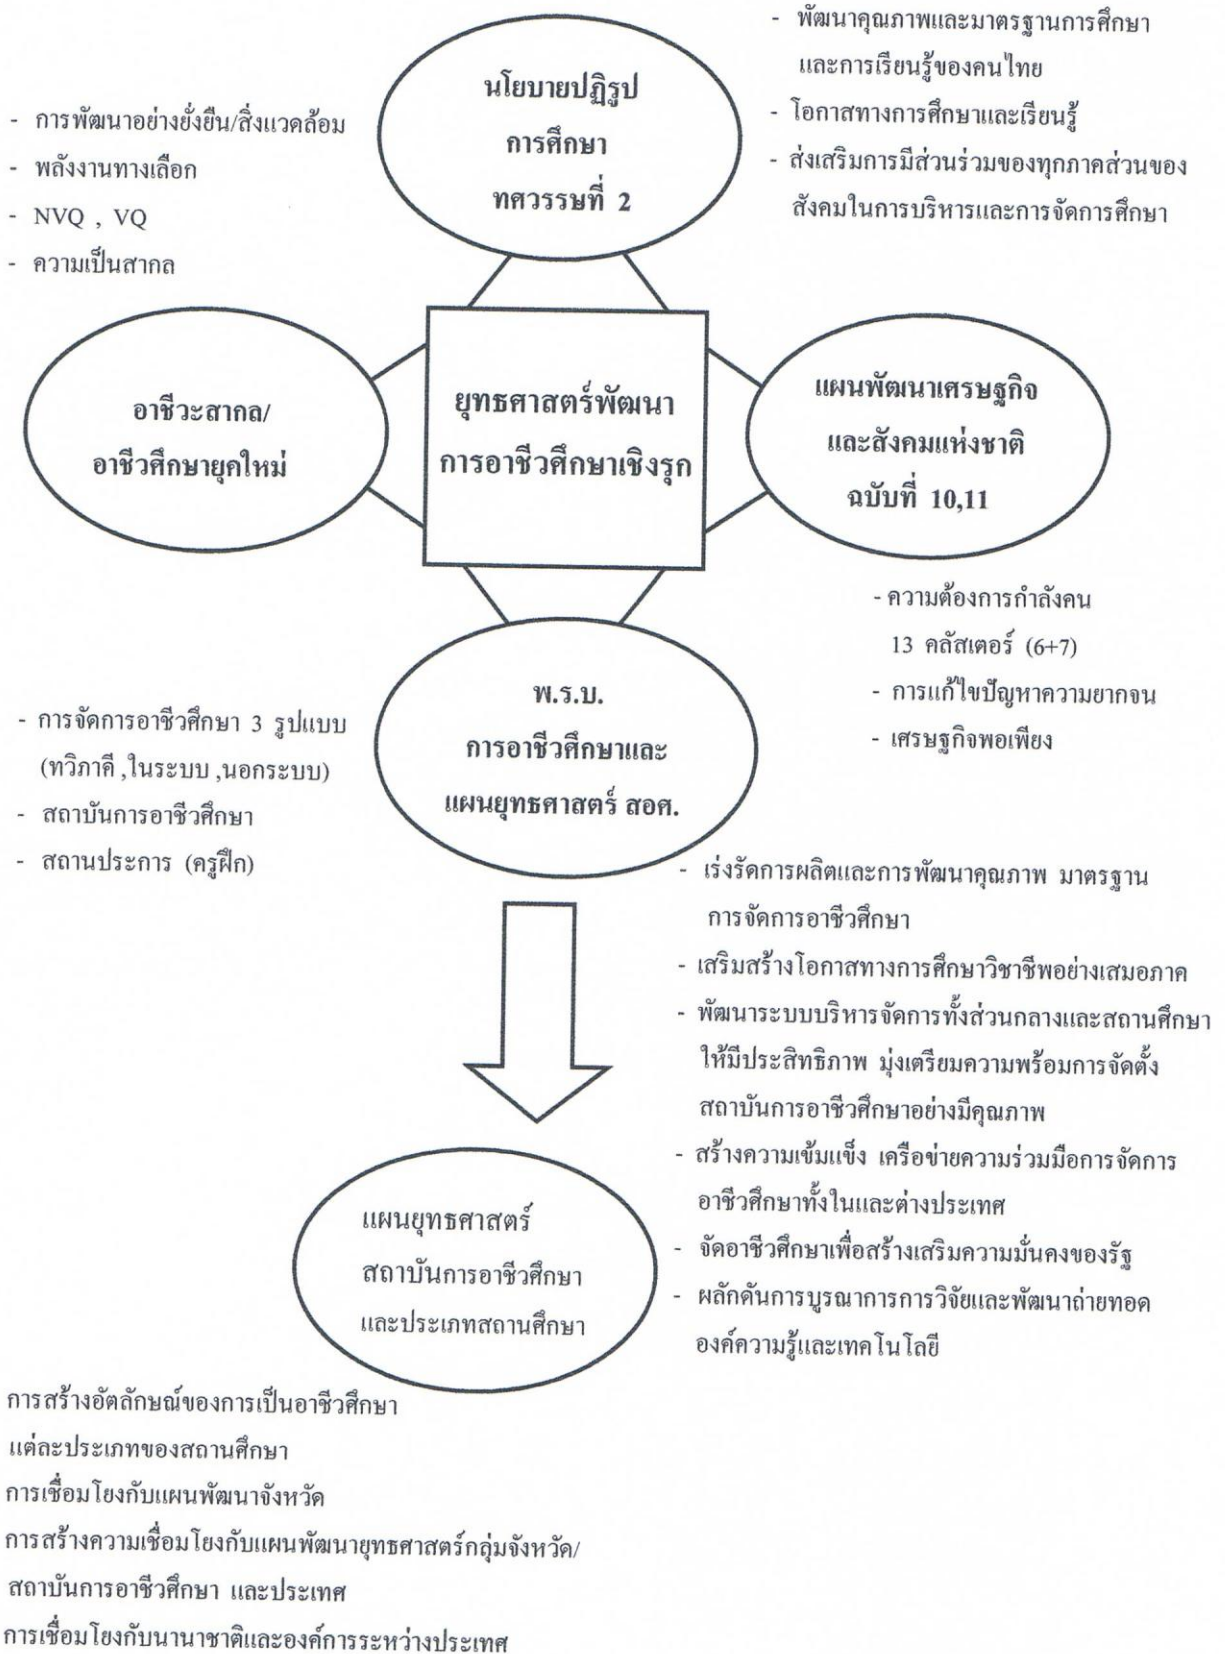 - พัฒนาคุณภาพและมาตรฐานการศึกษา
และการเรียนรู้ของคนไทย
- โอกาสทางการศึกษาและเรียนรู้
- ส่งเสริมการมีส่วนร่วมของทุกภาคส่วนของ
สังคมในการบริหารและการจัดการศึกษา
นโยบายปฏิรูป
การศึกษา
ทศวรรษที่ 2
- การพัฒนาอย่างยั่งยืน/สิ่งแวดล้อม
- พลังงานทางเลือก
- NVQ , VQ
- ความเป็นสากล
อาชีวะสากล/
อาชีวศึกษายุคใหม่
ยุทธศาสตร์พัฒนา
การอาชีวศึกษาเชิงรุก
แผนพัฒนาเศรษฐกิจ
และสังคมแห่งชาติ
ฉบับที่ 10,11
- ความต้องการกำลังคน
13 คลัสเตอร์ (6+7)
- การแก้ไขปัญหาความยากจน
- เศรษฐกิจพอเพียง
พ.ร.บ.
การอาชีวศึกษาและ
แผนยุทธศาสตร์ สอศ.
- การจัดการอาชีวศึกษา 3 รูปแบบ
(ทวิภาคี ,ในระบบ ,นอกระบบ)
- สถาบันการอาชีวศึกษา
- สถานประการ (ครูฝึก)
- เร่งรัดการผลิตและการพัฒนาคุณภาพ มาตรฐาน
การจัดการอาชีวศึกษา
- เสริมสร้างโอกาสทางการศึกษาวิชาชีพอย่างเสมอภาค
- พัฒนาระบบบริหารจัดการทั้งส่วนกลางและสถานศึกษา
ให้มีประสิทธิภาพ มุ่งเตรียมความพร้อมการจัดตั้ง
สถาบันการอาชีวศึกษาอย่างมีคุณภาพ
- สร้างความเข้มแข็ง เครือข่ายความร่วมมือการจัดการ
อาชีวศึกษาทั้งในและต่างประเทศ
- จัดอาชีวศึกษาเพื่อสร้างเสริมความมั่นคงของรัฐ
- ผลักดันการบูรณาการการวิจัยและพัฒนาถ่ายทอด
องค์ความรู้และเทคโนโลยี
แผนยุทธศาสตร์
สถาบันการอาชีวศึกษา
และประเภทสถานศึกษา
การสร้างอัตลักษณ์ของการเป็นอาชีวศึกษา
แต่ละประเภทของสถานศึกษา
การเชื่อมโยงกับแผนพัฒนาจังหวัด
การสร้างความเชื่อมโยงกับแผนพัฒนายุทธศาสตร์กลุ่มจังหวัด/
สถาบันการอาชีวศึกษา และประเทศ
การเชื่อมโยงกับนานาชาติและองค์การระหว่างประเทศ